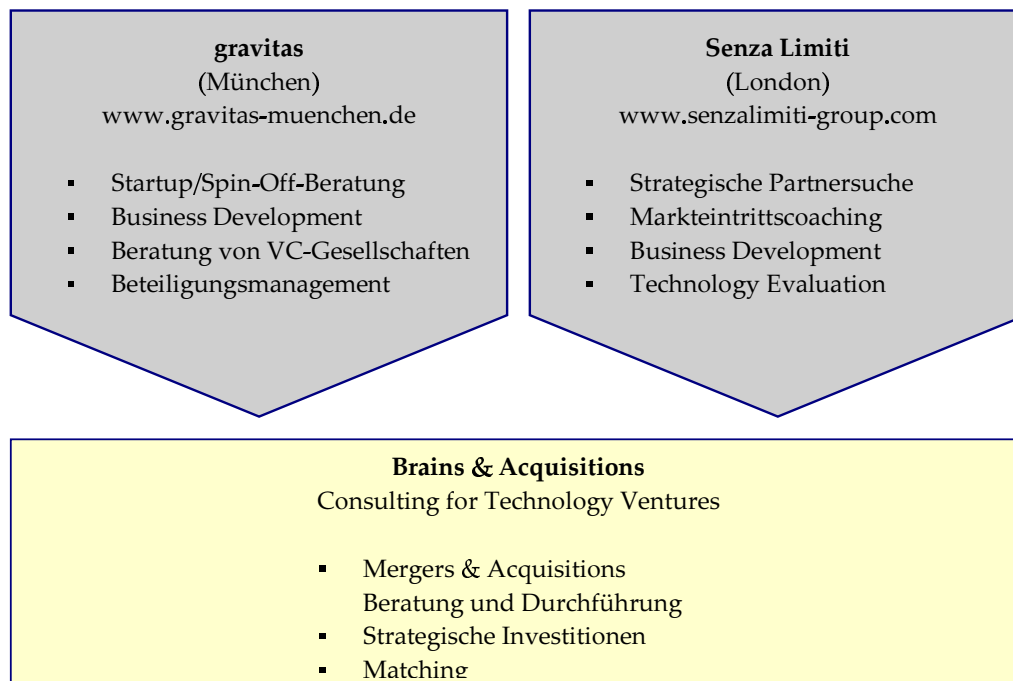 gravitas
(München)
www.gravitas-muenchen.de
▪ Startup/Spin-Off-Beratung
▪ Business Development
▪ Beratung von VC-Gesellschaften
▪ Beteiligungsmanagement
Senza Limiti
(London)
www.senzalimiti-group.com
▪ Strategische Partnersuche
▪ Markteintrittscoaching
▪ Business Development
▪ Technology Evaluation
Brains & Acquisitions
Consulting for Technology Ventures
▪ Mergers & Acquisitions
Beratung und Durchführung
▪ Strategische Investitionen
▪ Matching